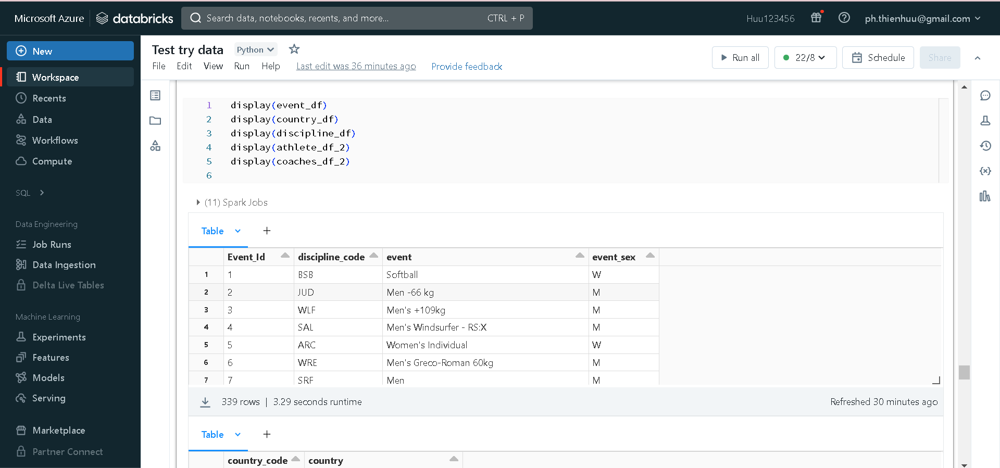 Microsoft Azure databricks Search data, notebooks, recents, and more... CTRL + P Huu123456 ph.thienhuu@gmail.com
New
Workspace
Recents
Data
Workflows
Compute
SQL
Data Engineering
Job Runs
Data Ingestion
Delta Live Tables
Machine Learning
Experiments
Features
Models
Serving
Marketplace
Partner Connect
Test try data Python
File Edit View Run Help Last edit was 36 minutes ago Provide feedback
Run all 22/8 Schedule Share
1 display(event_df)
2 display(country_df)
3 display(discipline_df)
4 display(athlete_df_2)
5 display(coaches_df_2)
6
(11) Spark Jobs
Table +
Event_Id discipline_code event event_sex
1 1 BSB Softball W
2 2 JUD Men -66 kg M
3 3 WLF Men's +109kg M
4 4 SAL Men's Windsurfer - RS:X M
5 5 ARC Women's Individual W
6 6 WRE Men's Greco-Roman 60kg M
7 7 SRF Men M
339 rows | 3.29 seconds runtime Refreshed 30 minutes ago
Table +
country_code country